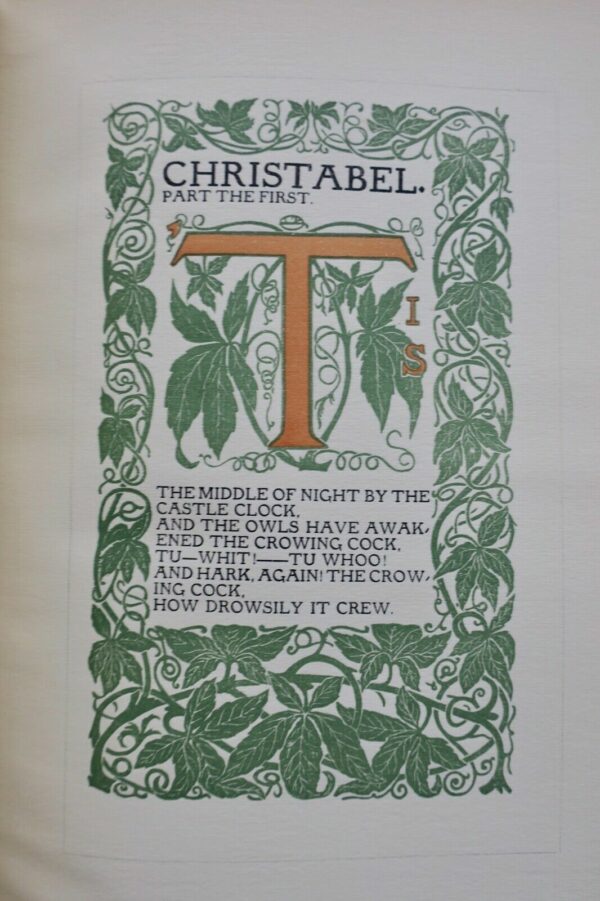 CHRISTABEL.
PART THE FIRST.
'TIS
THE MIDDLE OF NIGHT BY THE
CASTLE CLOCK,
AND THE OWLS HAVE AWAK-
ENED THE CROWING COCK,
TU—WHIT!——TU WHOO!
AND HARK, AGAIN! THE CROW-
ING COCK,
HOW DROWSILY IT CREW.